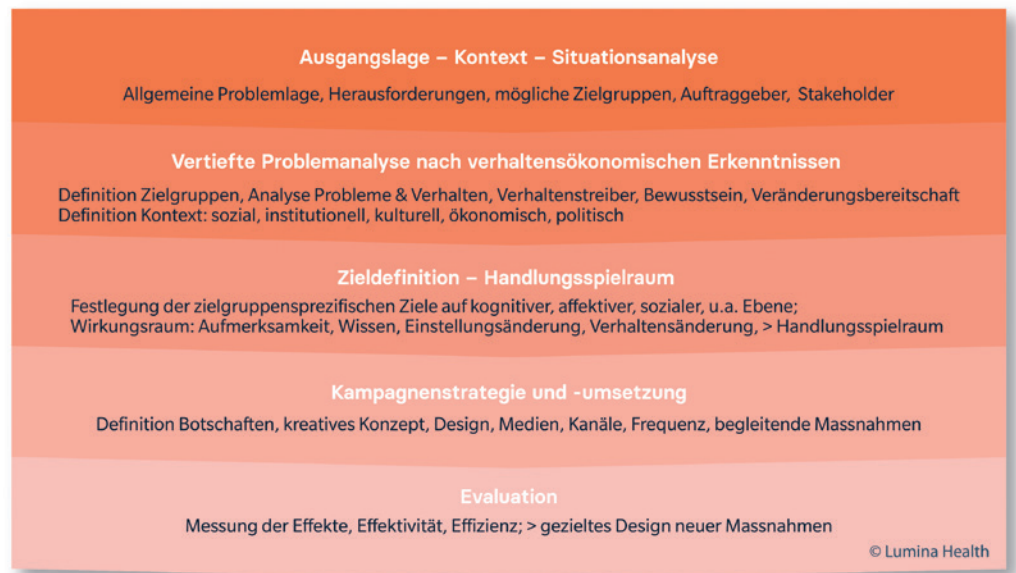 Ausgangslage – Kontext – Situationsanalyse
Allgemeine Problemlage, Herausforderungen, mögliche Zielgruppen, Auftraggeber, Stakeholder
Vertiefte Problemanalyse nach verhaltensökonomischen Erkenntnissen
Definition Zielgruppen, Analyse Probleme & Verhalten, Verhaltenstreiber, Bewusstsein, Veränderungsbereitschaft
Definition Kontext: sozial, institutionell, kulturell, ökonomisch, politisch
Zieldefinition – Handlungsspielraum
Festlegung der zielgruppensprezifischen Ziele auf kognitiver, affektiver, sozialer, u.a. Ebene;
Wirkungsraum: Aufmerksamkeit, Wissen, Einstellungsänderung, Verhaltensänderung, > Handlungsspielraum
Kampagnenstrategie und -umsetzung
Definition Botschaften, kreatives Konzept, Design, Medien, Kanäle, Frequenz, begleitende Massnahmen
Evaluation
Messung der Effekte, Effektivität, Effizienz; > gezieltes Design neuer Massnahmen
© Lumina Health